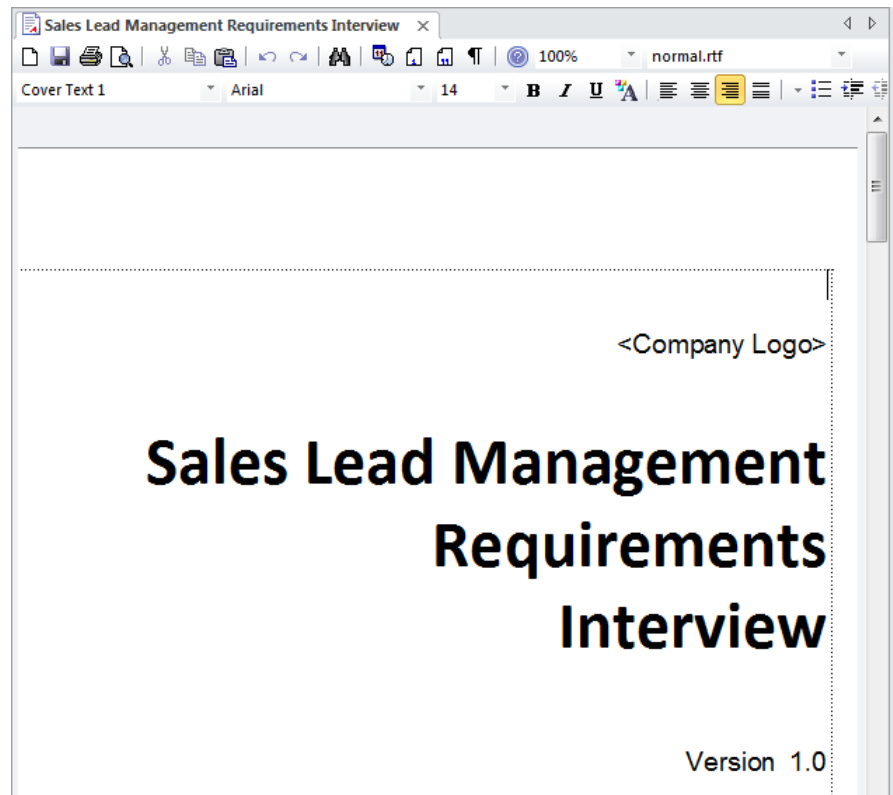 Sales Lead Management Requirements Interview
100% normal.rtf
Cover Text 1 Arial 14 B I U A
<Company Logo>
Sales Lead Management
Requirements
Interview
Version 1.0